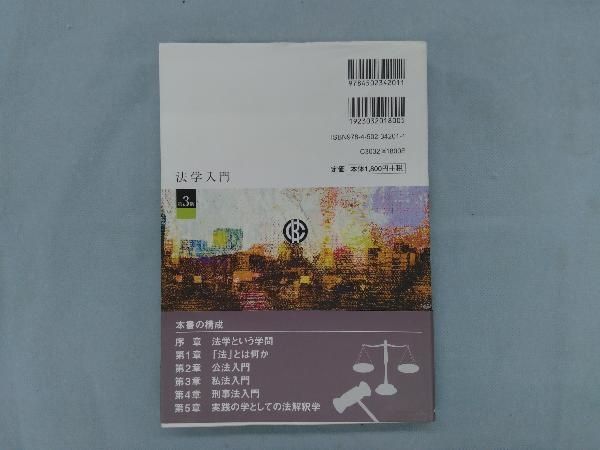 9784502342011
1923032018005
ISBN978-4-502-34201-1
C3032 ¥1800E
定価 本体1,800円+税
法学入門
第3版
本書の構成
序　章　法学という学問
第1章　「法」とは何か
第2章　公法入門
第3章　私法入門
第4章　刑事法入門
第5章　実践の学としての法解釈学